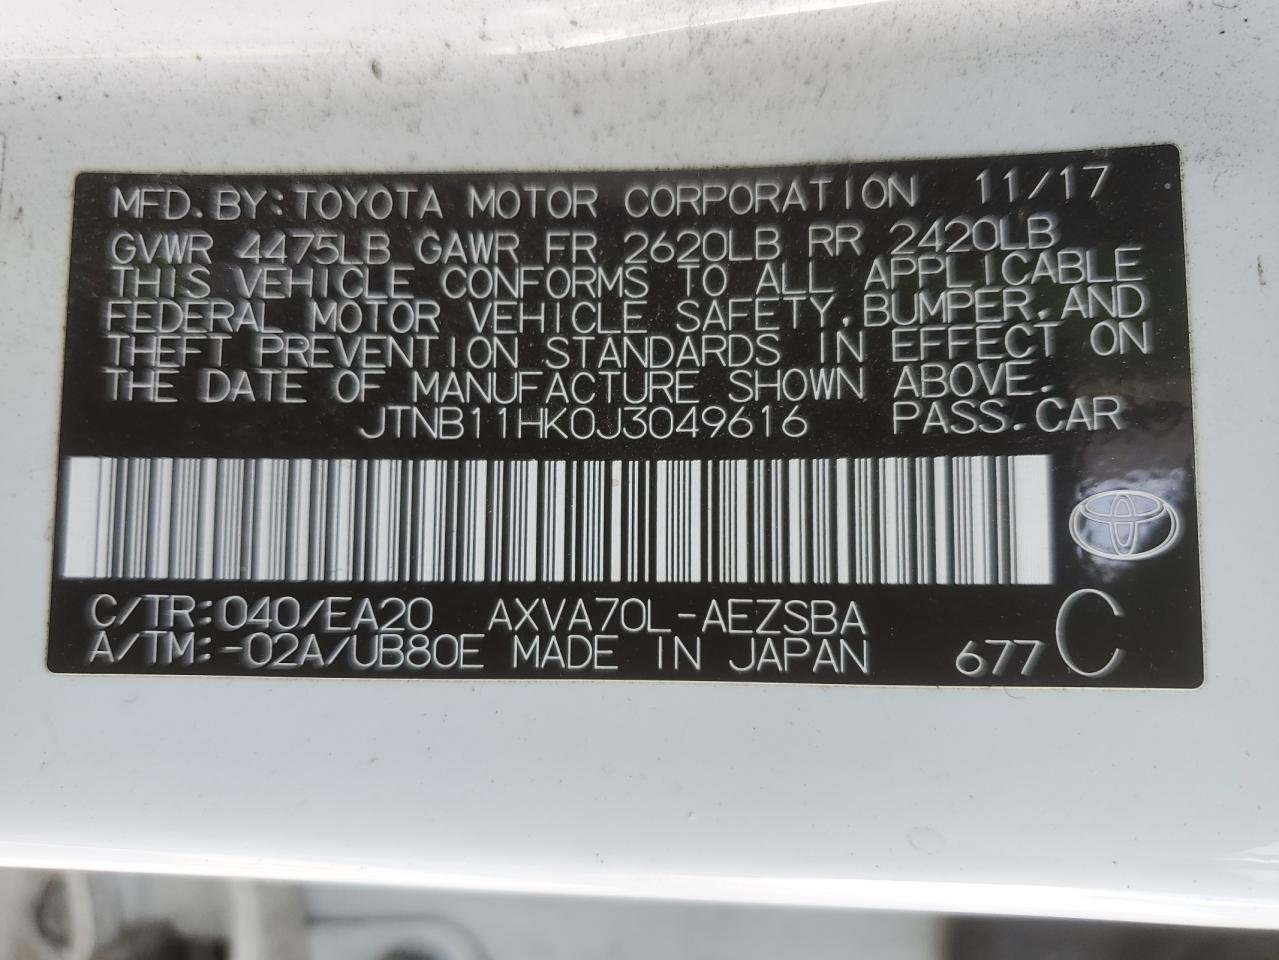 MFD.BY:TOYOTA MOTOR CORPORATION 11/17
GVWR 4475LB GAWR FR 2620LB RR 2420LB
THIS VEHICLE CONFORMS TO ALL APPLICABLE
FEDERAL MOTOR VEHICLE SAFETY,BUMPER,AND
THEFT PREVENTION STANDARDS IN EFFECT ON
THE DATE OF MANUFACTURE SHOWN ABOVE.
JTNB11HK0J3049616 PASS.CAR
C/TR:040/EA20 AXVA70L-AEZSBA
A/TM:-02A/UB80E MADE IN JAPAN 677 C